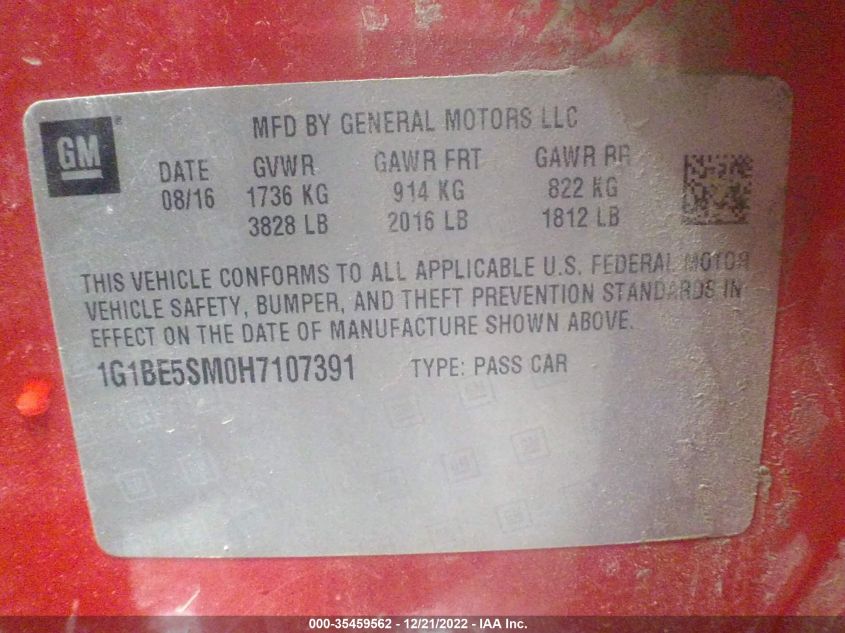 GM®
MFD BY GENERAL MOTORS LLC
DATE GVWR GAWR FRT GAWR RR
08/16 1736 KG 914 KG 822 KG
3828 LB 2016 LB 1812 LB
THIS VEHICLE CONFORMS TO ALL APPLICABLE U.S. FEDERAL MOTOR
VEHICLE SAFETY, BUMPER, AND THEFT PREVENTION STANDARDS IN
EFFECT ON THE DATE OF MANUFACTURE SHOWN ABOVE.
1G1BE5SM0H7107391 TYPE: PASS CAR
000-35459562 - 12/21/2022 - IAA Inc.